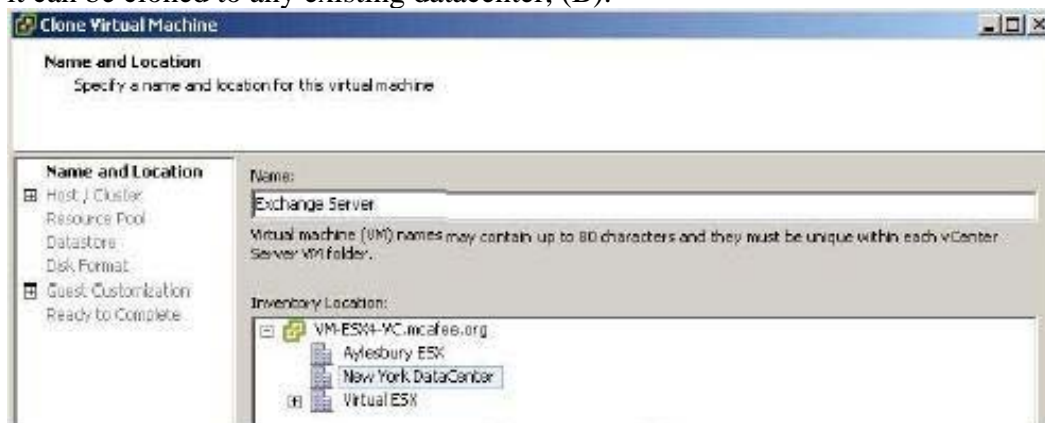 it can be cloned to any existing datacenter, (B).
Clone Virtual Machine
Name and Location
Specify a name and location for this virtual machine
Name and Location
Host / Cluster
Resource Pool
Datastore
Disk Format
Guest Customization
Ready to Complete
Name:
Exchange Server
Virtual machine (VM) names may contain up to 80 characters and they must be unique within each vCenter
Server VM folder.
Inventory Location:
VM-ESX4-VC.mcafee.org
Aylesbury ESX
New York DataCenter
Virtual ESX